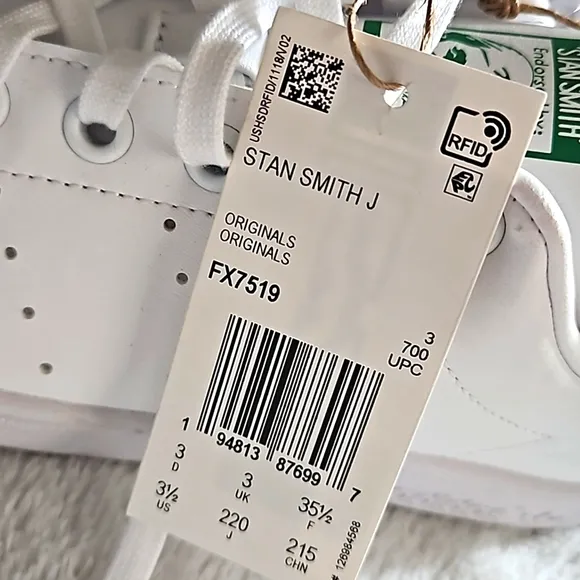 USHSDRFID/1118/V02
RFID
STAN SMITH J
ORIGINALS
ORIGINALS
FX7519
3
700
UPC
1 94813 87699 7
3 3 35½
D UK F
3½ 220 215
US J CHN
# 126984568
STAN SMITH